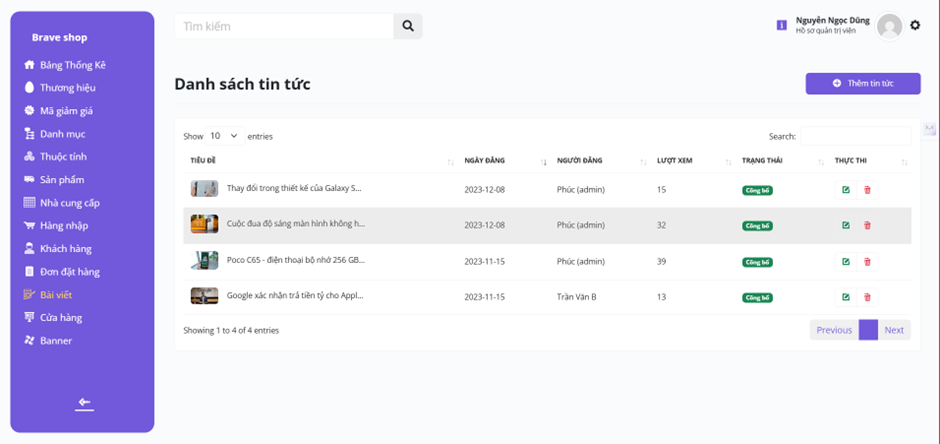 Brave shop
Bảng Thống Kê
Thương hiệu
Mã giảm giá
Danh mục
Thuộc tính
Sản phẩm
Nhà cung cấp
Hàng nhập
Khách hàng
Đơn đặt hàng
Bài viết
Cửa hàng
Banner
Tìm kiếm
Nguyễn Ngọc Dũng
Hồ sơ quản trị viên
Danh sách tin tức
Thêm tin tức
Show 10 entries
Search:
TIÊU ĐỀ NGÀY ĐĂNG NGƯỜI ĐĂNG LƯỢT XEM TRẠNG THÁI THỰC THI
Thay đổi trong thiết kế của Galaxy S... 2023-12-08 Phúc (admin) 15 Công bố
Cuộc đua độ sáng màn hình không h... 2023-12-08 Phúc (admin) 32 Công bố
Poco C65 - điện thoại bộ nhớ 256 GB... 2023-11-15 Phúc (admin) 39 Công bố
Google xác nhận trả tiền tỷ cho Appl... 2023-11-15 Trần Văn B 13 Công bố
Showing 1 to 4 of 4 entries
Previous Next